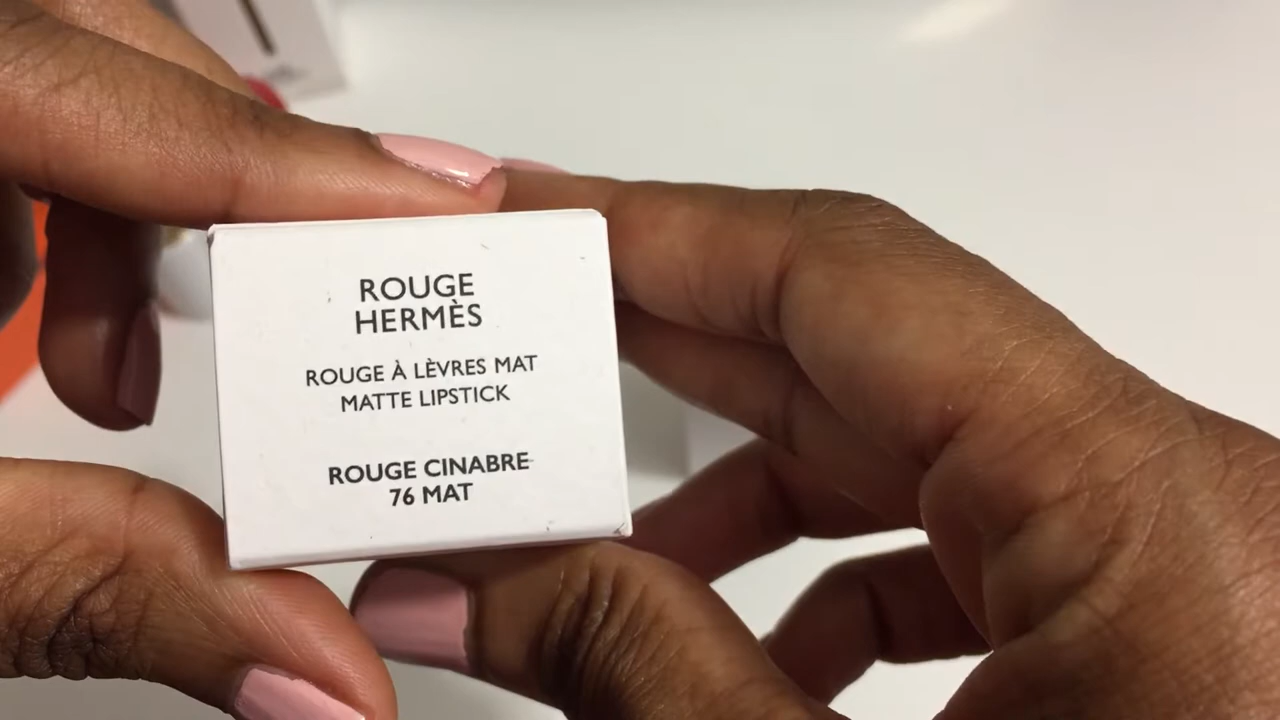 ROUGE
HERMÈS
ROUGE À LÈVRES MAT
MATTE LIPSTICK
ROUGE CINABRE
76 MAT